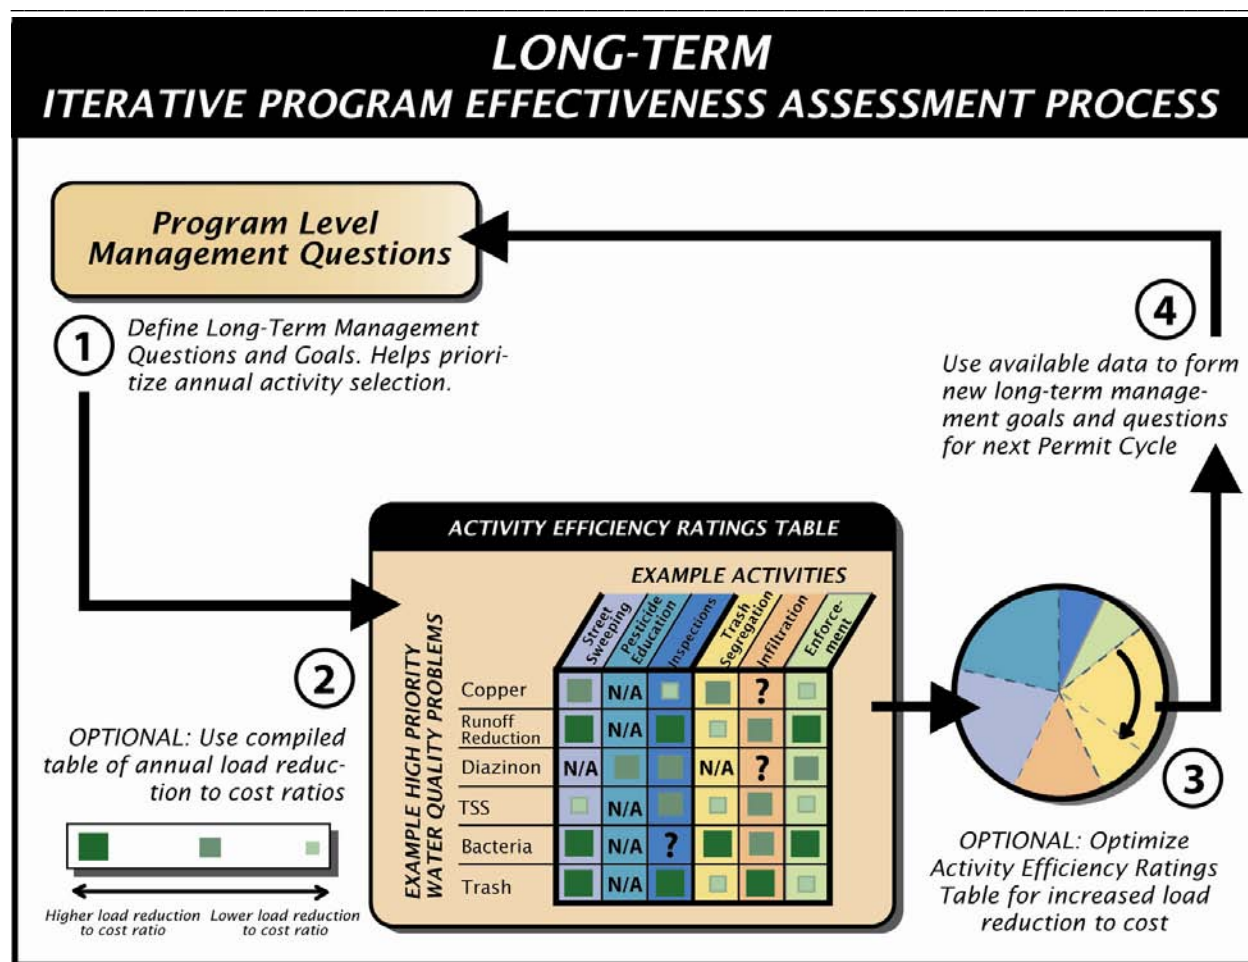 LONG-TERM
ITERATIVE PROGRAM EFFECTIVENESS ASSESSMENT PROCESS
Program Level
Management Questions
1
Define Long-Term Management
Questions and Goals. Helps priori-
tize annual activity selection.
4
Use available data to form
new long-term manage-
ment goals and questions
for next Permit Cycle
2
OPTIONAL: Use compiled
table of annual load reduc-
tion to cost ratios
Higher load reduction
to cost ratio
Lower load reduction
to cost ratio
ACTIVITY EFFICIENCY RATINGS TABLE
EXAMPLE ACTIVITIES
EXAMPLE HIGH PRIORITY
WATER QUALITY PROBLEMS
Street
Sweeping
Pesticide
Education
Inspections
Trash
Segregation
Infiltration
Enforce-
ment
Copper N/A ?
Runoff
Reduction N/A
Diazinon N/A N/A ?
TSS N/A
Bacteria N/A ?
Trash N/A
3
OPTIONAL: Optimize
Activity Efficiency Ratings
Table for increased load
reduction to cost